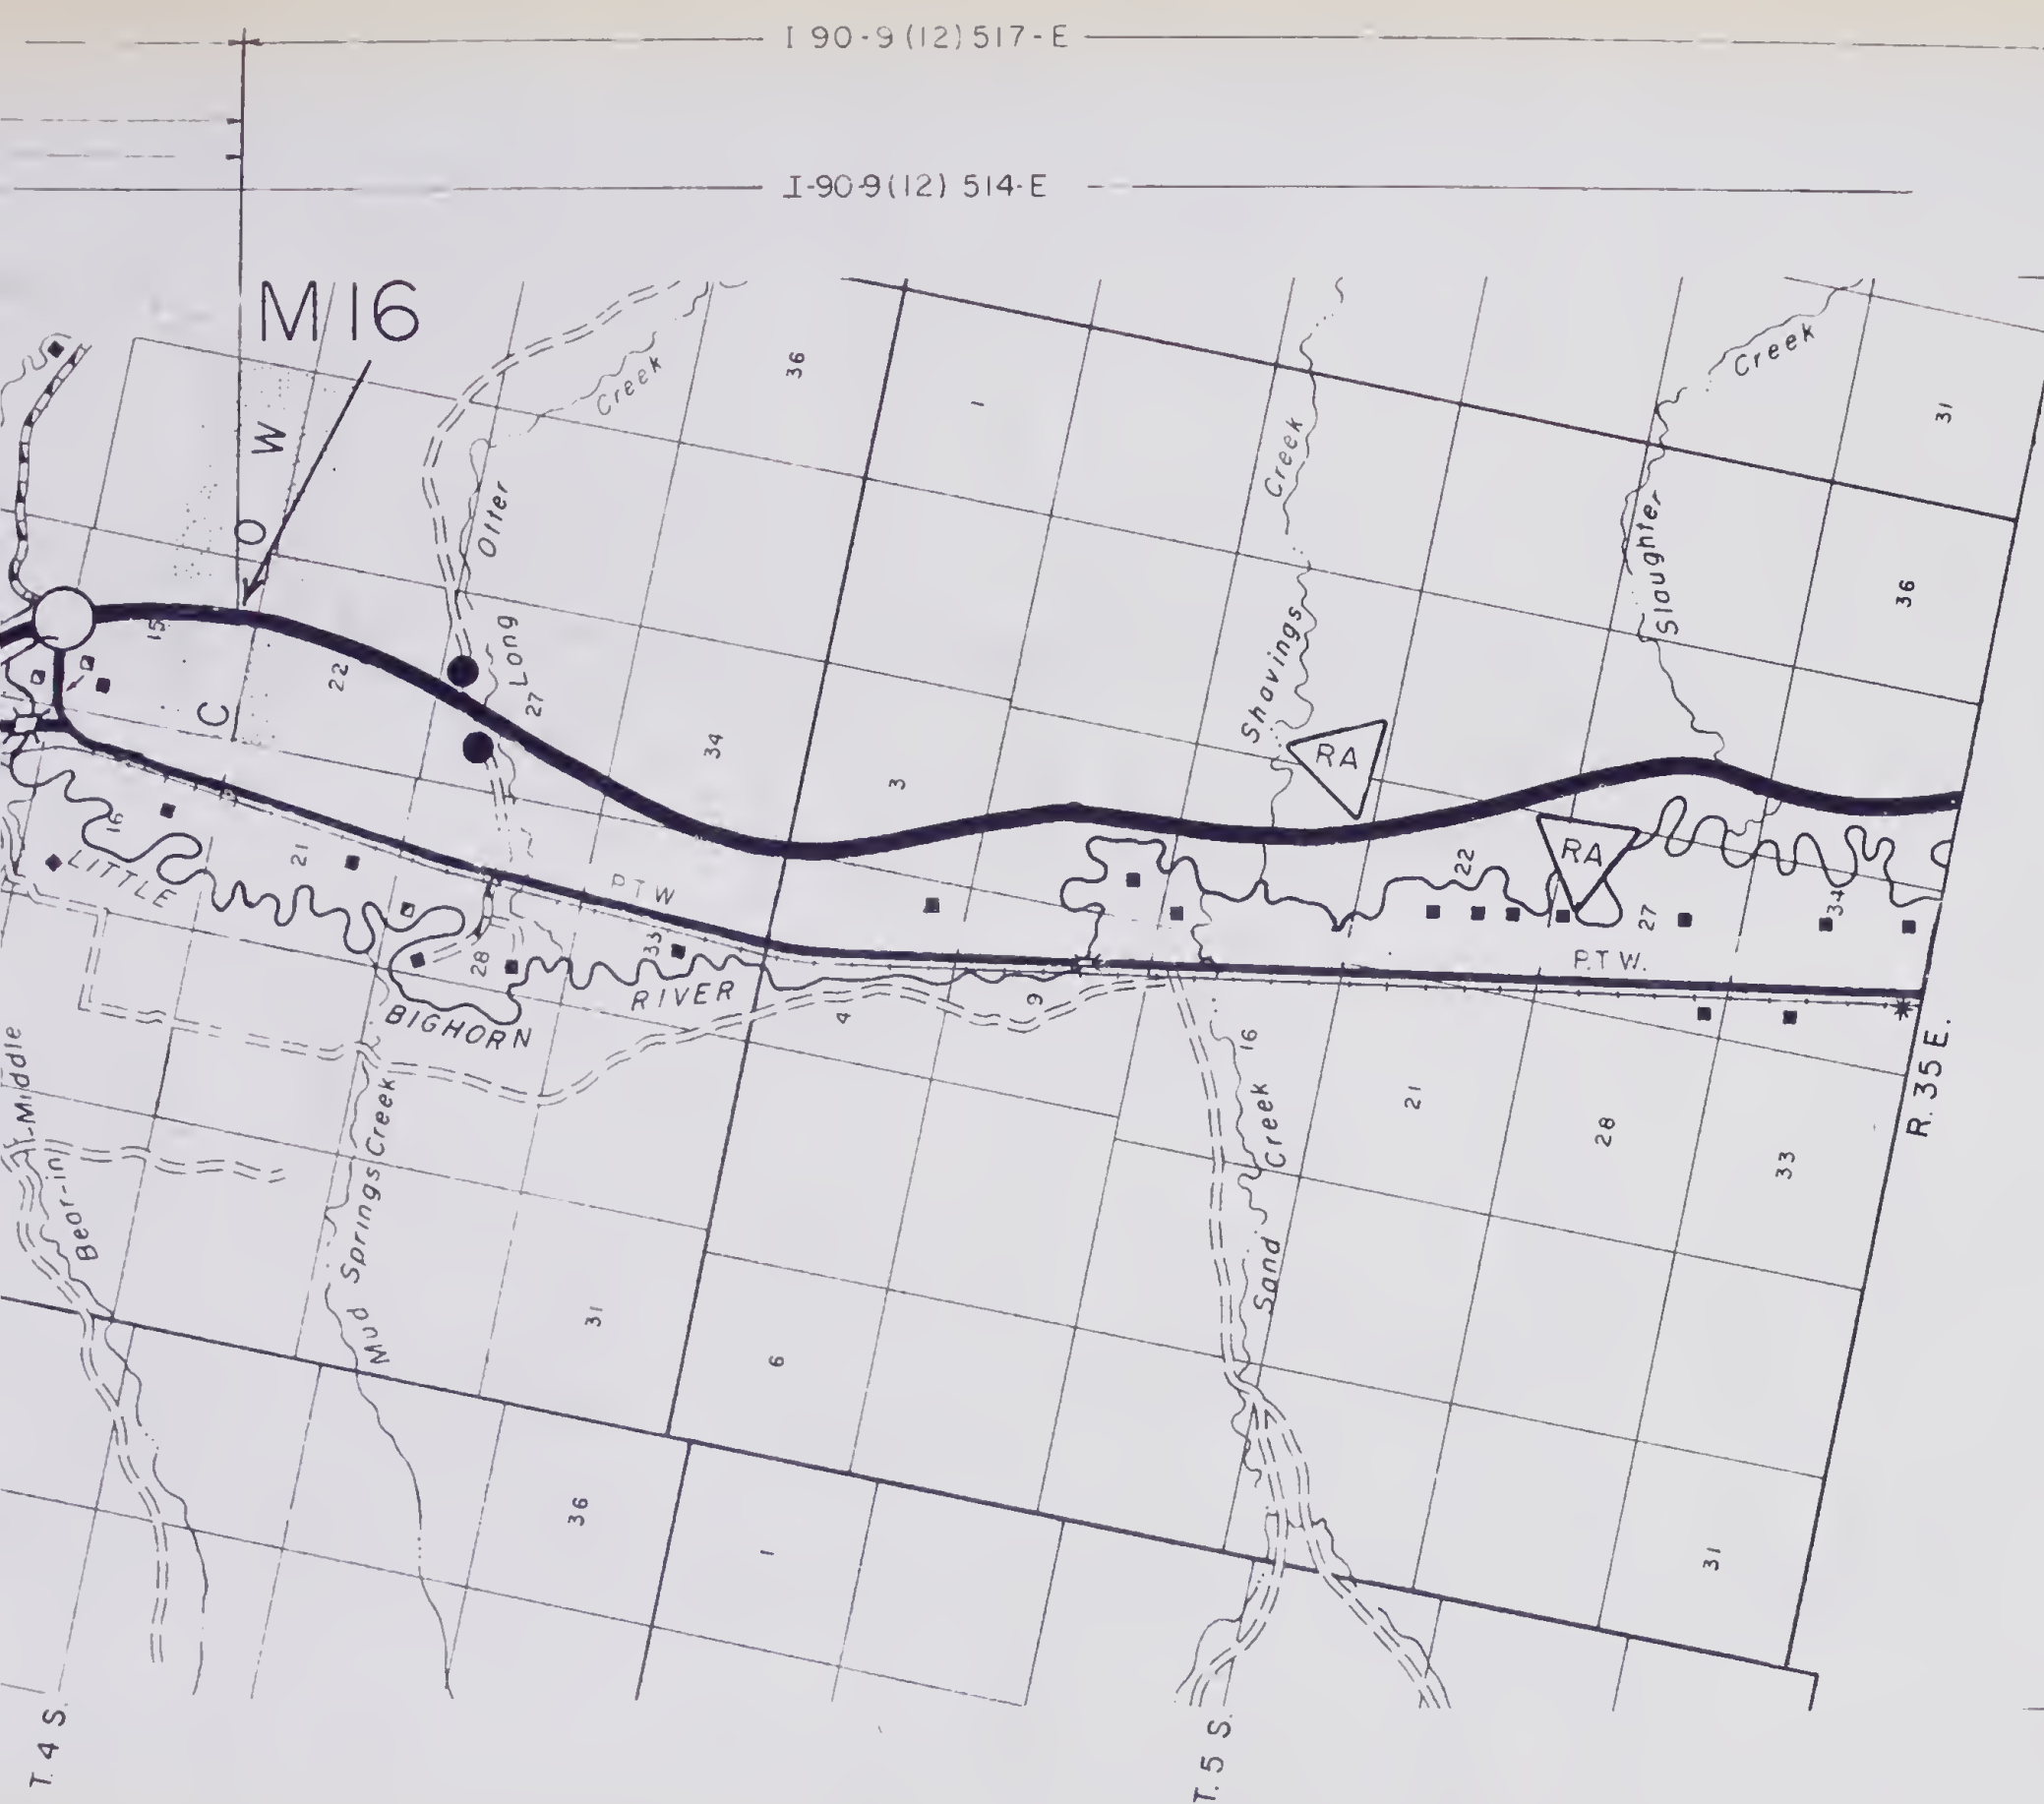 I 90-9(12)517-E
I-90-9(12) 514-E
M16
Creek
36
1
Creek
Creek
31
C O W
Otter
Slaughter
36
15
22
Long
27
34
3
Shavings
RA
RA
16
21
LITTLE
P.T.W
22
27
34
28
33
P.T.W.
BIGHORN
RIVER
4
9
16
Middle
Bear-in
Mud Springs Creek
Sand Creek
21
28
33
R. 35 E.
31
6
36
1
31
T. 4 S.
T. 5 S.